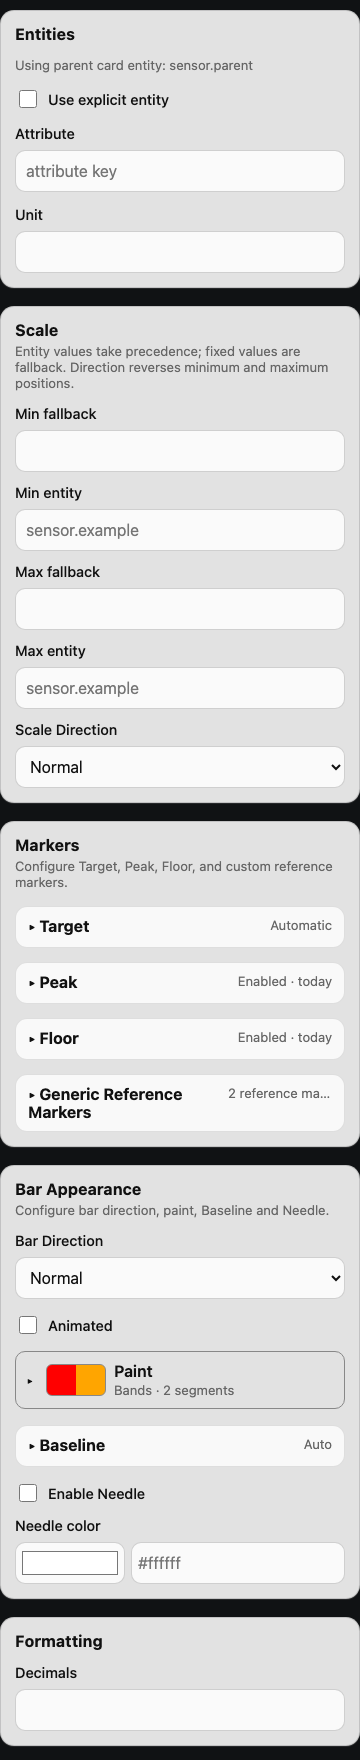 Entities
Using parent card entity: sensor.parent
Use explicit entity
Attribute
attribute key
Unit
Scale
Entity values take precedence; fixed values are
fallback. Direction reverses minimum and maximum
positions.
Min fallback
Min entity
sensor.example
Max fallback
Max entity
sensor.example
Scale Direction
Normal
Markers
Configure Target, Peak, Floor, and custom reference
markers.
Target Automatic
Peak Enabled · today
Floor Enabled · today
Generic Reference 2 reference ma...
Markers
Bar Appearance
Configure bar direction, paint, Baseline and Needle.
Bar Direction
Normal
Animated
Paint
Bands · 2 segments
Baseline Auto
Enable Needle
Needle color
#ffffff
Formatting
Decimals